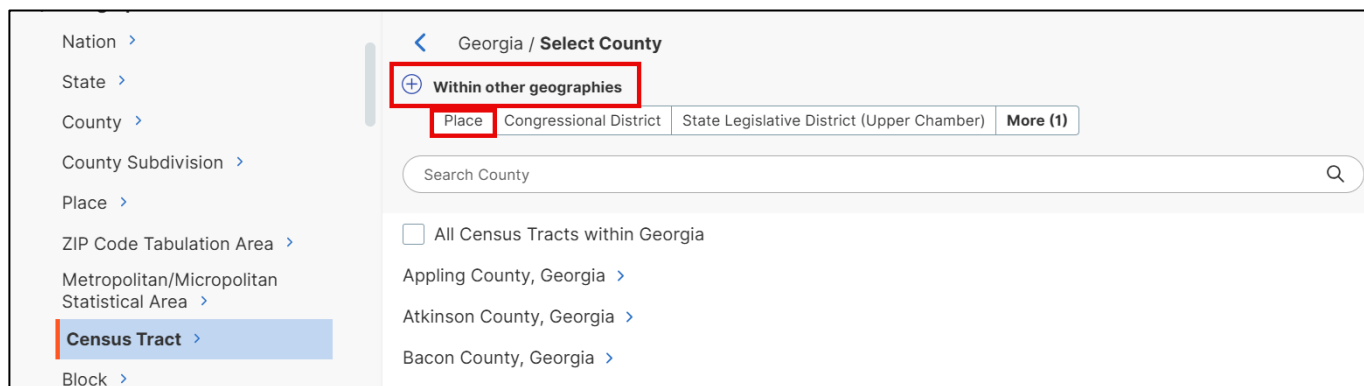 Nation
State
County
County Subdivision
Place
ZIP Code Tabulation Area
Metropolitan/Micropolitan
Statistical Area
Census Tract
Block
Georgia / Select County
Within other geographies
Place Congressional District State Legislative District (Upper Chamber) More (1)
Search County
All Census Tracts within Georgia
Appling County, Georgia
Atkinson County, Georgia
Bacon County, Georgia